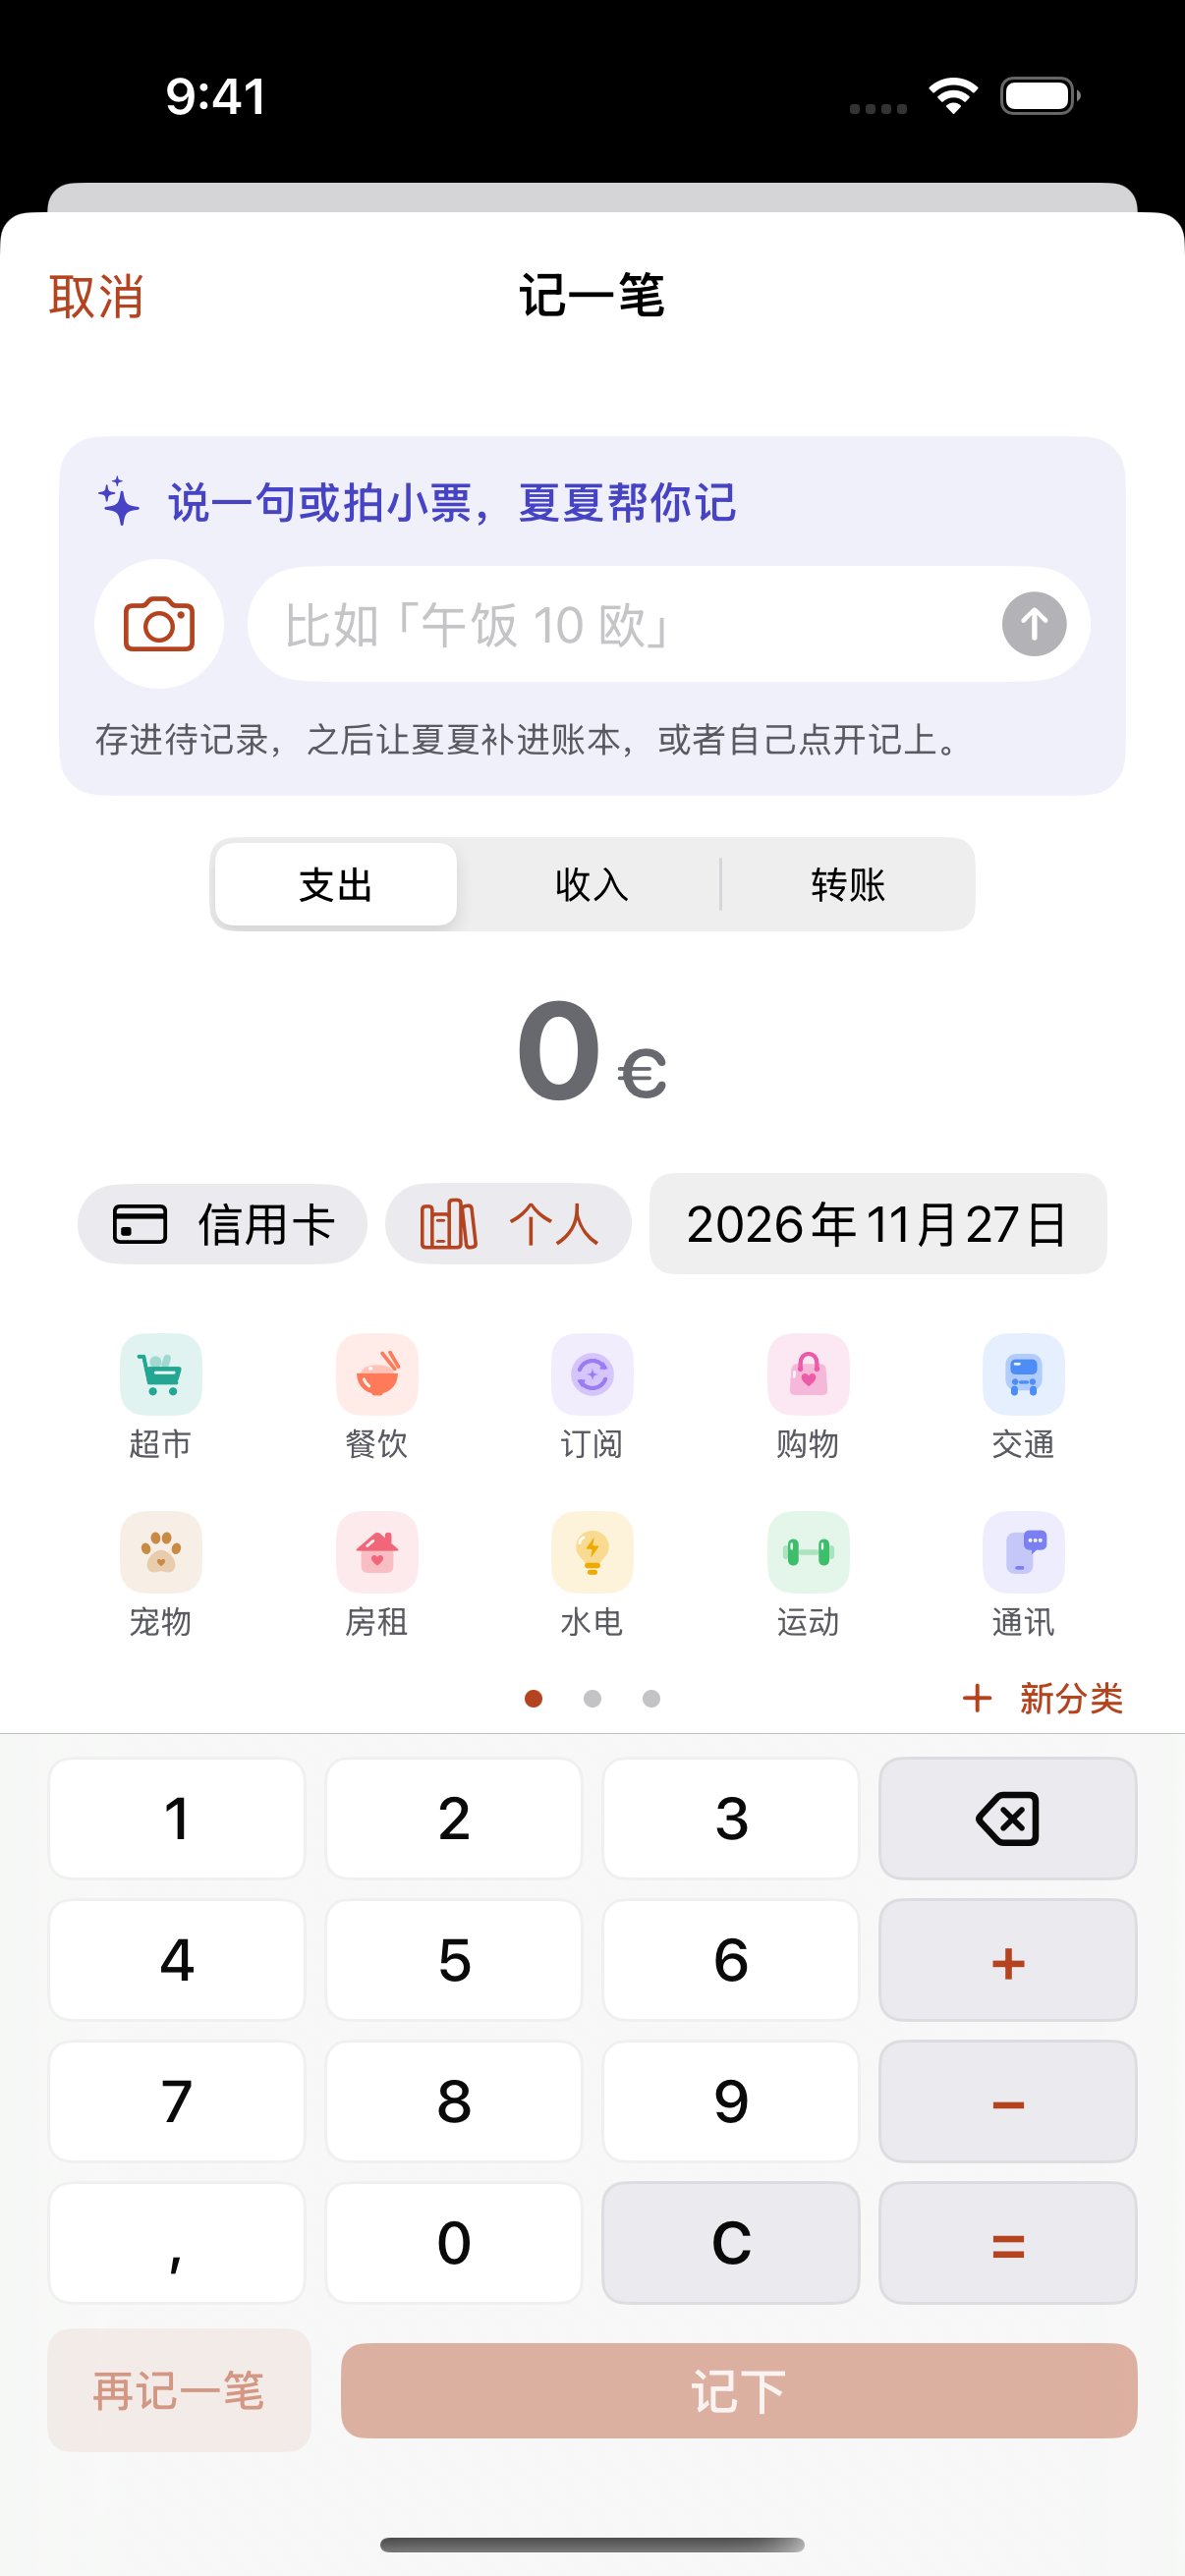 9:41
取消
记一笔
说一句或拍小票，夏夏帮你记
比如「午饭 10 欧」
存进待记录，之后让夏夏补进账本，或者自己点开记上。
支出 收入 转账
0 €
信用卡 个人 2026年11月27日
超市 餐饮 订阅 购物 交通
宠物 房租 水电 运动 通讯
+ 新分类
1 2 3
4 5 6 +
7 8 9 −
, 0 C =
再记一笔 记下